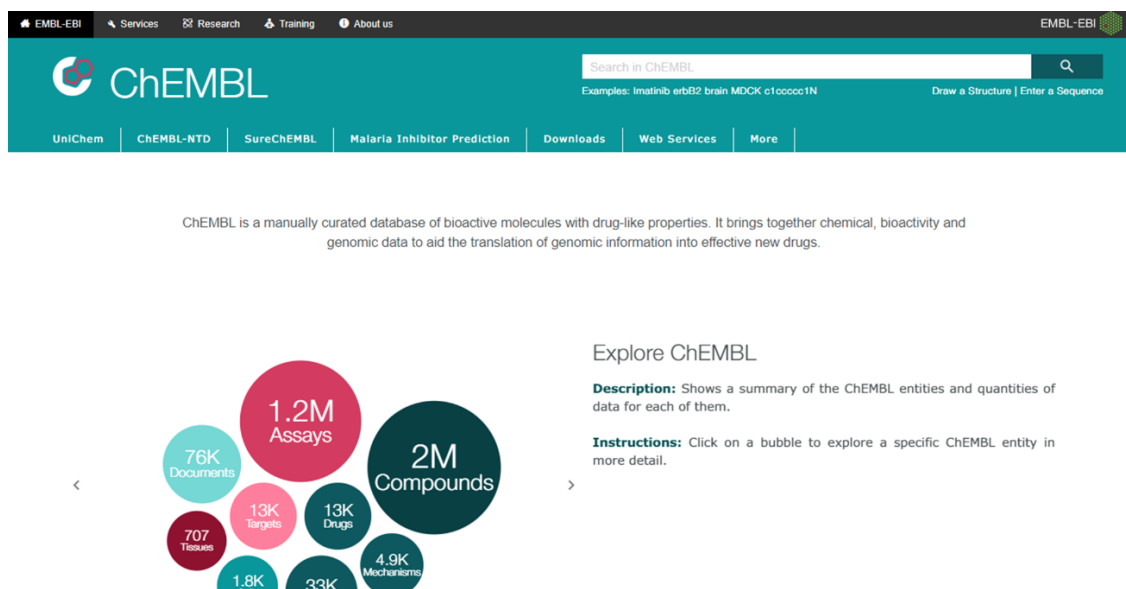 EMBL-EBI Services Research Training About us EMBL-EBI
ChEMBL
Search in ChEMBL
Examples: Imatinib erbB2 brain MDCK c1ccccc1N Draw a Structure | Enter a Sequence
UniChem ChEMBL-NTD SureChEMBL Malaria Inhibitor Prediction Downloads Web Services More
ChEMBL is a manually curated database of bioactive molecules with drug-like properties. It brings together chemical, bioactivity and
genomic data to aid the translation of genomic information into effective new drugs.
1.2M
Assays
2M
Compounds
76K
Documents
13K
Targets
13K
Drugs
707
Tissues
4.9K
Mechanisms
1.8K
33K
Explore ChEMBL
Description: Shows a summary of the ChEMBL entities and quantities of
data for each of them.
Instructions: Click on a bubble to explore a specific ChEMBL entity in
more detail.